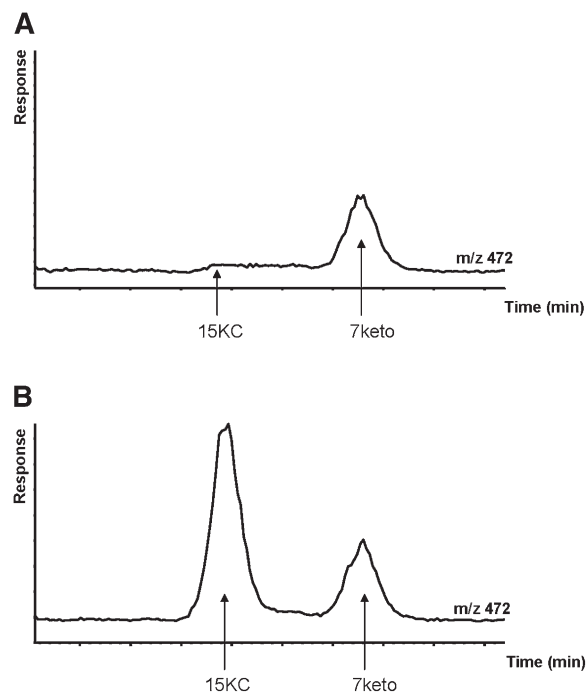 A
Response
m/z 472
Time (min)
15KC
7keto
B
Response
m/z 472
Time (min)
15KC
7keto